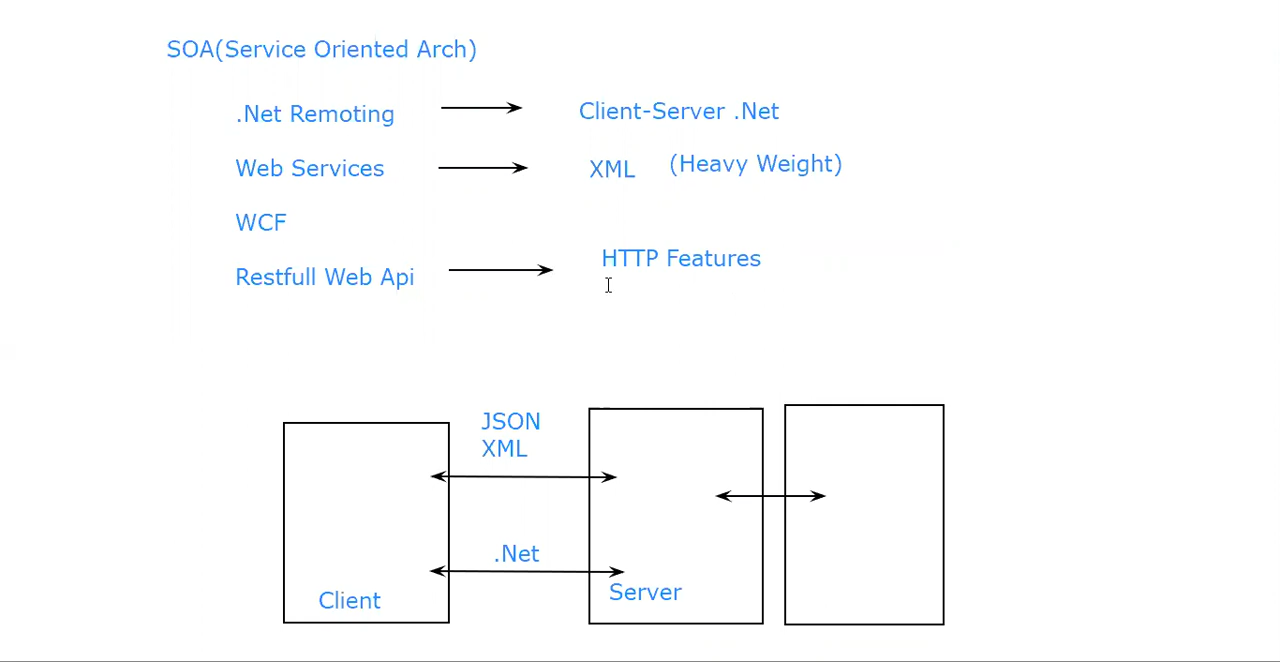 SOA(Service Oriented Arch)
.Net Remoting
Client-Server .Net
Web Services
XML
(Heavy Weight)
WCF
Restfull Web Api
HTTP Features
JSON
XML
.Net
Client
Server